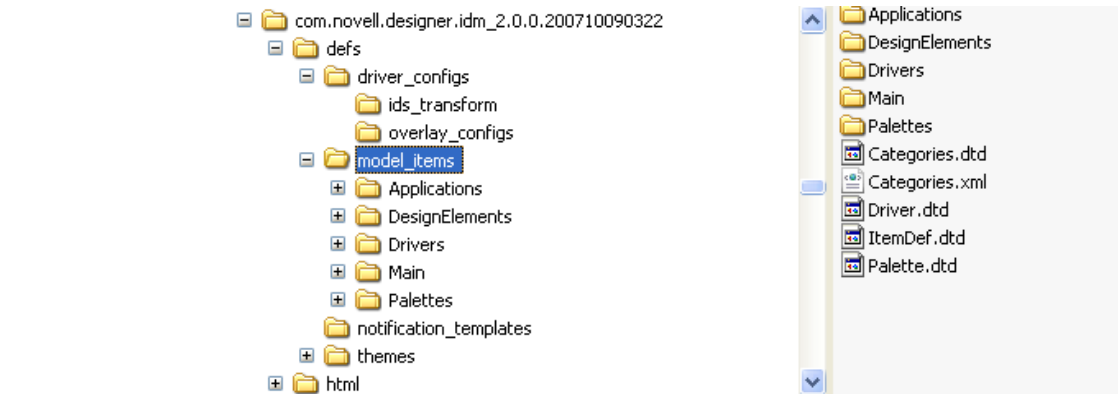 com.novell.designer.idm_2.0.0.200710090322
defs
driver_configs
ids_transform
overlay_configs
model_items
Applications
DesignElements
Drivers
Main
Palettes
notification_templates
themes
html
Applications
DesignElements
Drivers
Main
Palettes
Categories.dtd
Categories.xml
Driver.dtd
ItemDef.dtd
Palette.dtd